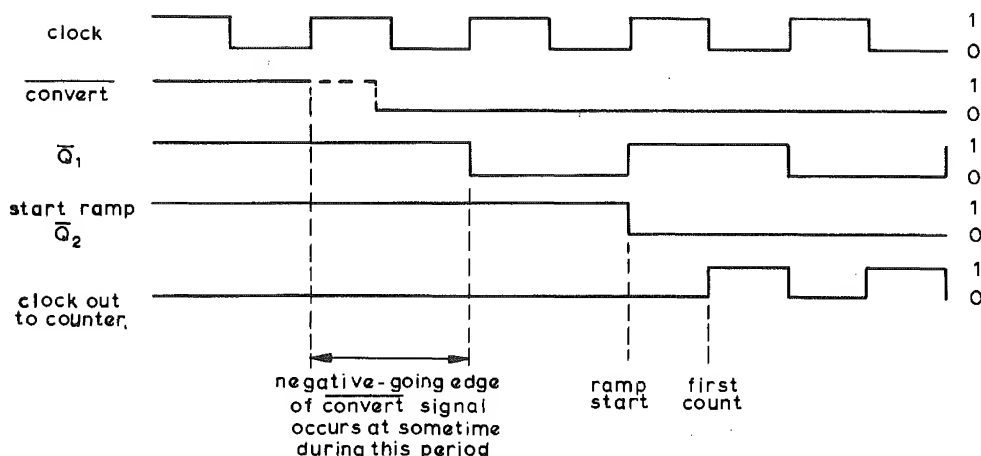 clock
1
0
convert
1
0
Q̅₁
1
0
start ramp
Q̅₂
1
0
clock out
to counter.
1
0
negative-going edge
of convert signal
occurs at sometime
during this period
ramp
start
first
count